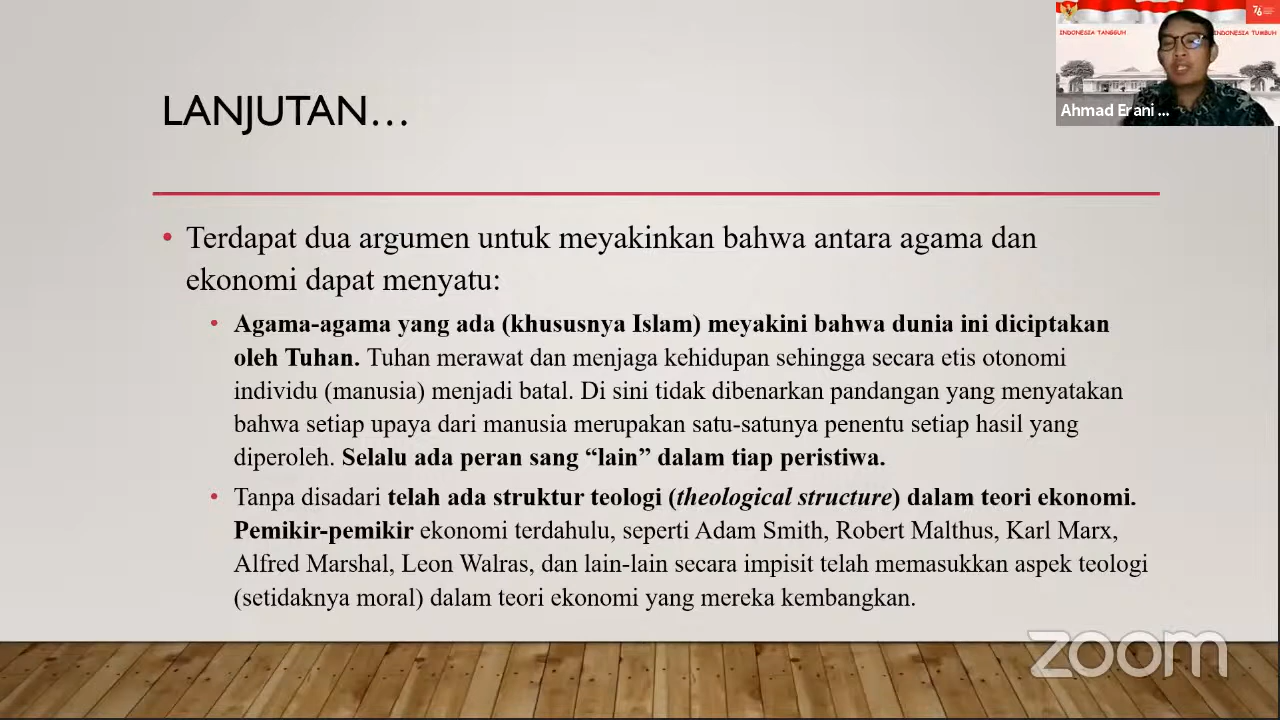 LANJUTAN...
76
INDONESIA TANGGUH
INDONESIA TUMBUH
Ahmad Erani ...
• Terdapat dua argumen untuk meyakinkan bahwa antara agama dan
ekonomi dapat menyatu:
• Agama-agama yang ada (khususnya Islam) meyakini bahwa dunia ini diciptakan
oleh Tuhan. Tuhan merawat dan menjaga kehidupan sehingga secara etis otonomi
individu (manusia) menjadi batal. Di sini tidak dibenarkan pandangan yang menyatakan
bahwa setiap upaya dari manusia merupakan satu-satunya penentu setiap hasil yang
diperoleh. Selalu ada peran sang “lain” dalam tiap peristiwa.
• Tanpa disadari telah ada struktur teologi (theological structure) dalam teori ekonomi.
Pemikir-pemikir ekonomi terdahulu, seperti Adam Smith, Robert Malthus, Karl Marx,
Alfred Marshal, Leon Walras, dan lain-lain secara impisit telah memasukkan aspek teologi
(setidaknya moral) dalam teori ekonomi yang mereka kembangkan.
zoom